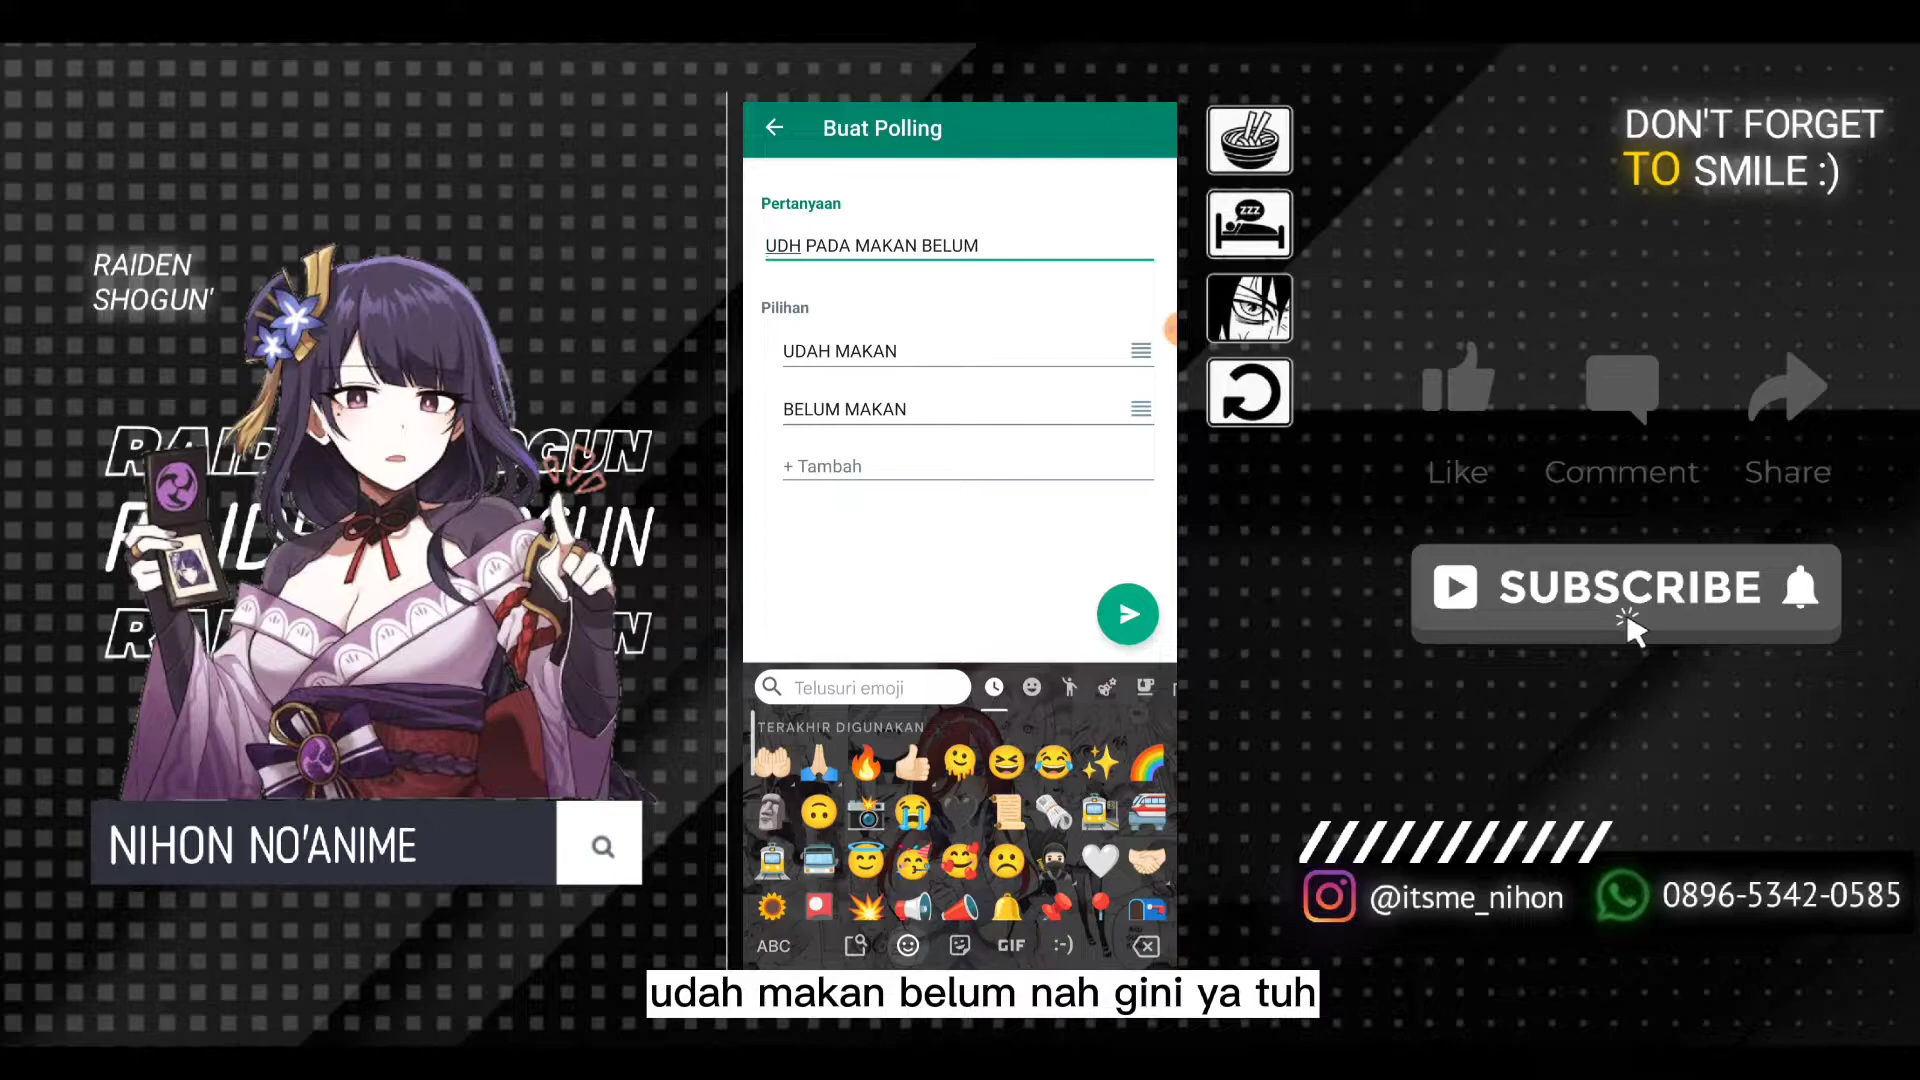 DON'T FORGET
TO SMILE :)
RAIDEN
SHOGUN'
Buat Polling
Pertanyaan
UDH PADA MAKAN BELUM
Pilihan
UDAH MAKAN
BELUM MAKAN
+ Tambah
ZZZ
Like
Comment
Share
SUBSCRIBE
Telusuri emoji
TERAKHIR DIGUNAKAN
NIHON NO'ANIME
@itsme_nihon
0896-5342-0585
ABC
GIF
:-)
udah makan belum nah gini ya tuh